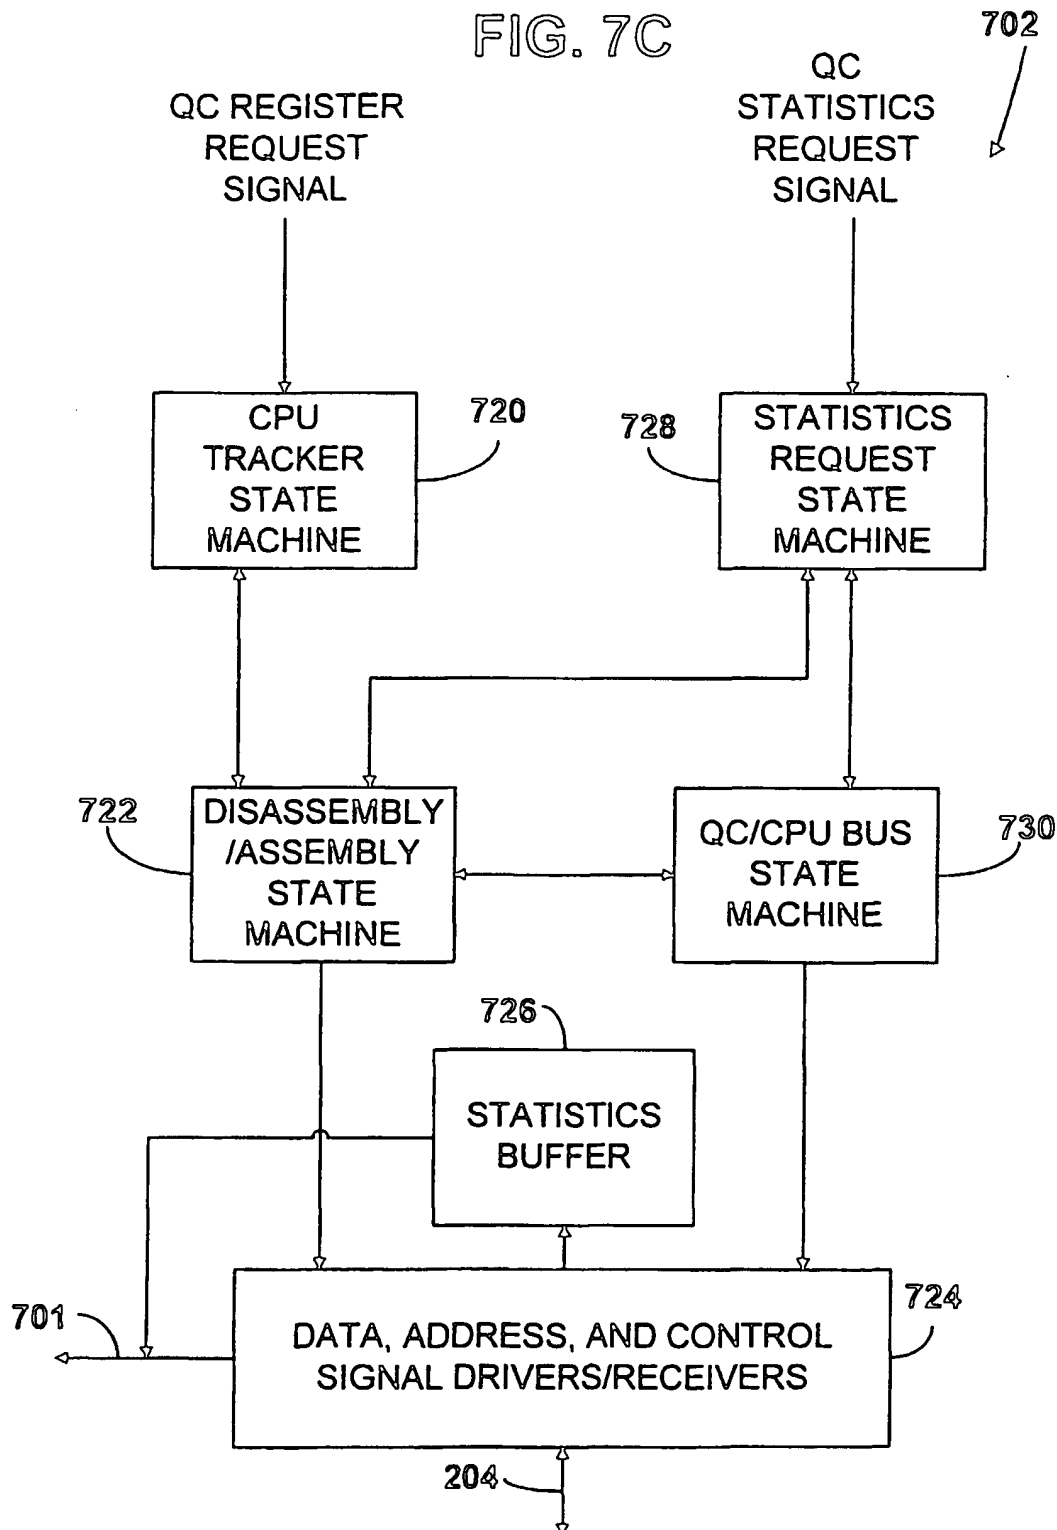 FIG. 7C
702
QC REGISTER
REQUEST
SIGNAL
QC
STATISTICS
REQUEST
SIGNAL
CPU
TRACKER
STATE
MACHINE
720
728
STATISTICS
REQUEST
STATE
MACHINE
722
DISASSEMBLY
/ASSEMBLY
STATE
MACHINE
QC/CPU BUS
STATE
MACHINE
730
726
STATISTICS
BUFFER
701
DATA, ADDRESS, AND CONTROL
SIGNAL DRIVERS/RECEIVERS
724
204